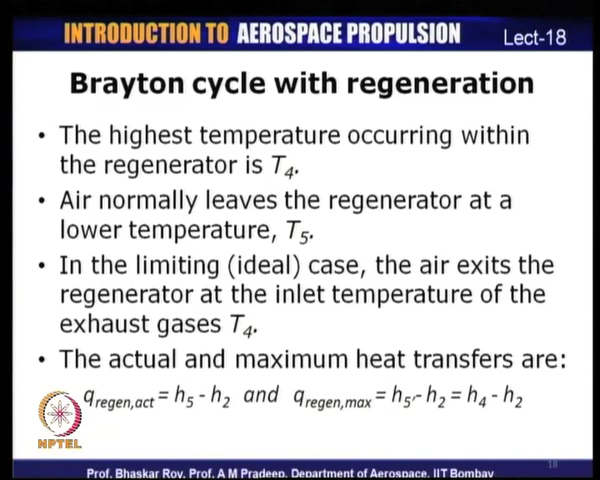 INTRODUCTION TO AEROSPACE PROPULSION Lect-18
Brayton cycle with regeneration
• The highest temperature occurring within
the regenerator is T₄.
• Air normally leaves the regenerator at a
lower temperature, T₅.
• In the limiting (ideal) case, the air exits the
regenerator at the inlet temperature of the
exhaust gases T₄.
• The actual and maximum heat transfers are:
q_regen,act = h₅ - h₂ and q_regen,max = h₅′ - h₂ = h₄ - h₂
NPTEL
18
Prof. Bhaskar Roy, Prof. A M Pradeep, Department of Aerospace, IIT Bombay